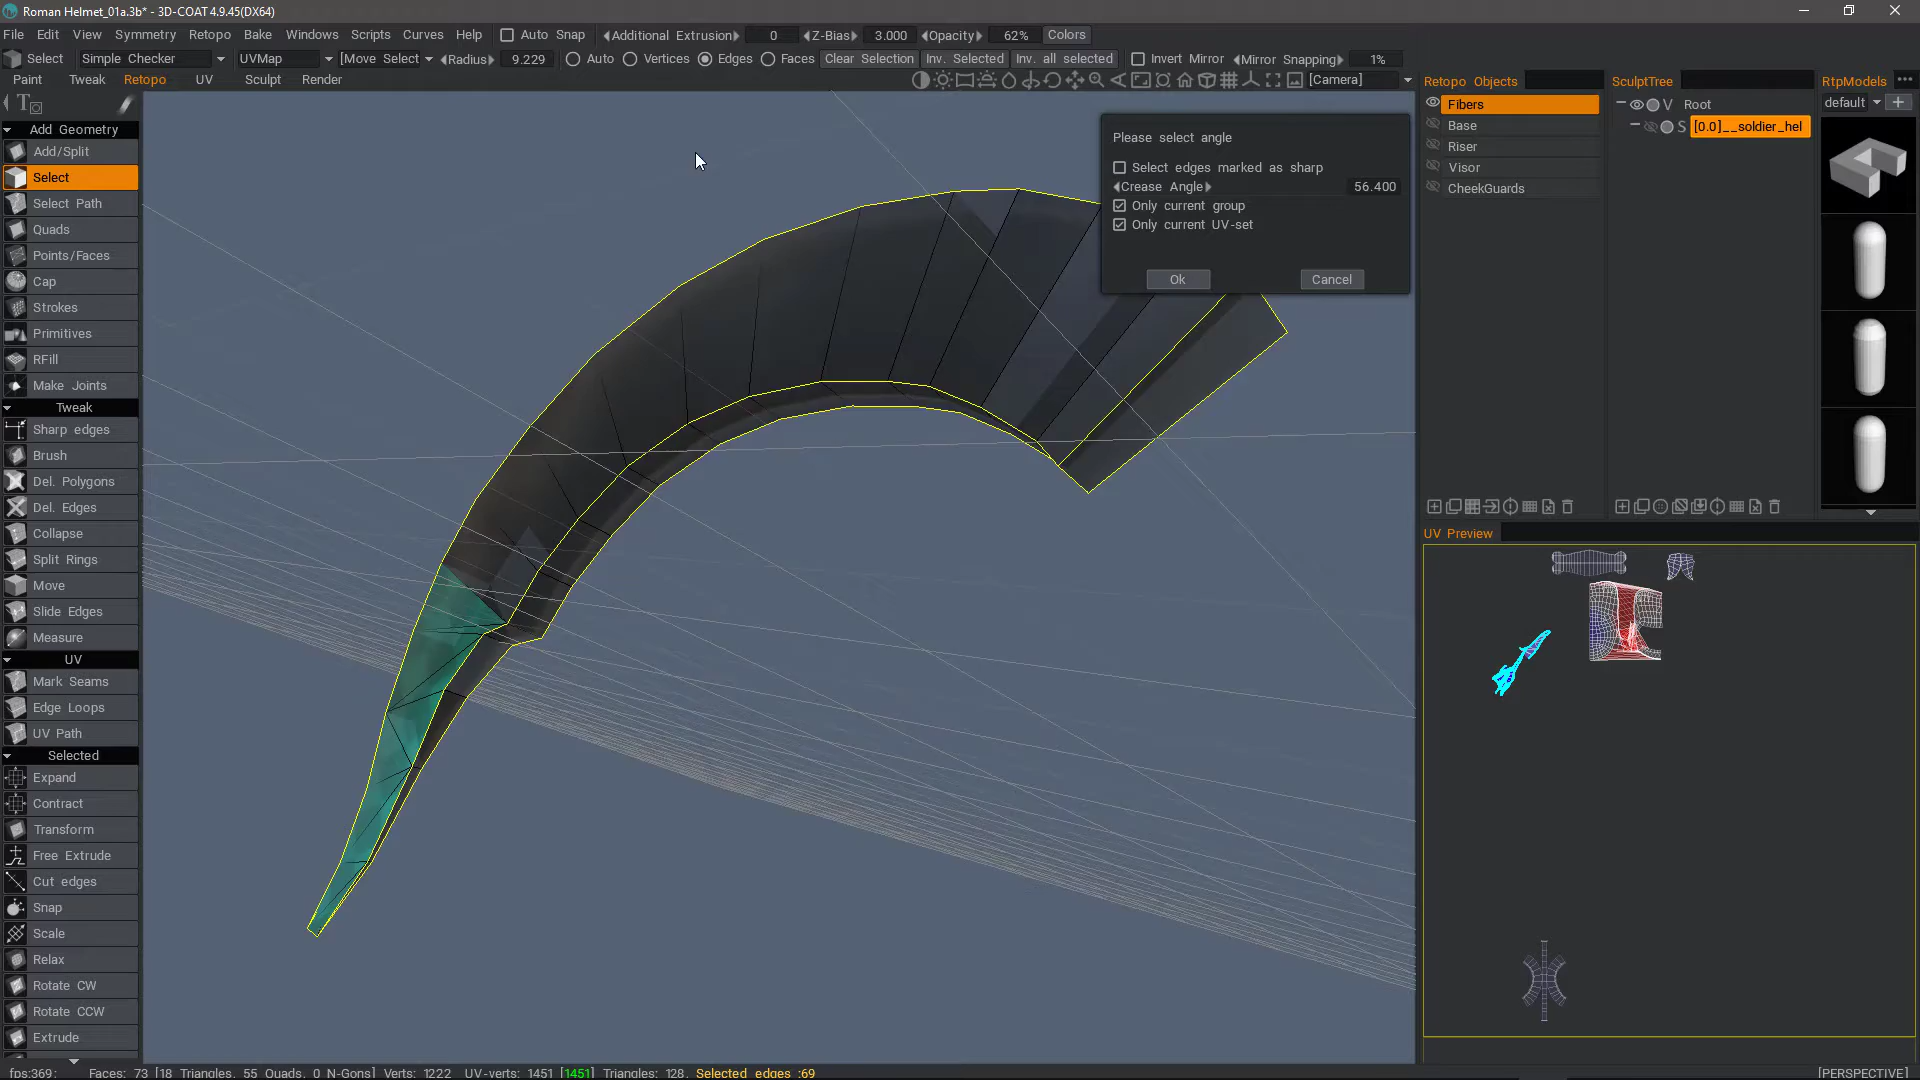 Roman Helmet_01a.3b* - 3D-COAT 4.9.45(DX64)
File Edit View Symmetry Retopo Bake Windows Scripts Curves Help Auto Snap Additional Extrusion 0 Z-Bias 3.000 Opacity 62% Colors
Select Simple Checker UVMap [Move Select] Radius 9.229 Auto Vertices Edges Faces Clear Selection Inv. Selected Inv. all selected Invert Mirror Mirror Snapping 1%
Paint Tweak Retopo UV Sculpt Render [Camera]
Retopo Objects SculptTree RtpModels
Fibers
Base
Riser
Visor
CheekGuards
V Root
S [0.0]__soldier_hel
default
Add Geometry
Add/Split
Select
Select Path
Quads
Points/Faces
Cap
Strokes
Primitives
RFill
Make Joints
Tweak
Sharp edges
Brush
Del. Polygons
Del. Edges
Collapse
Split Rings
Move
Slide Edges
Measure
UV
Mark Seams
Edge Loops
UV Path
Selected
Expand
Contract
Transform
Free Extrude
Cut edges
Snap
Scale
Relax
Rotate CW
Rotate CCW
Extrude
Please select angle
Select edges marked as sharp
Crease Angle 56.400
Only current group
Only current UV-set
Ok Cancel
UV Preview
fps:369; Faces: 73 [18 Triangles, 55 Quads, 0 N-Gons] Verts: 1222 UV-verts: 1451 [1451] Triangles: 128, Selected edges :69 [PERSPECTIVE]